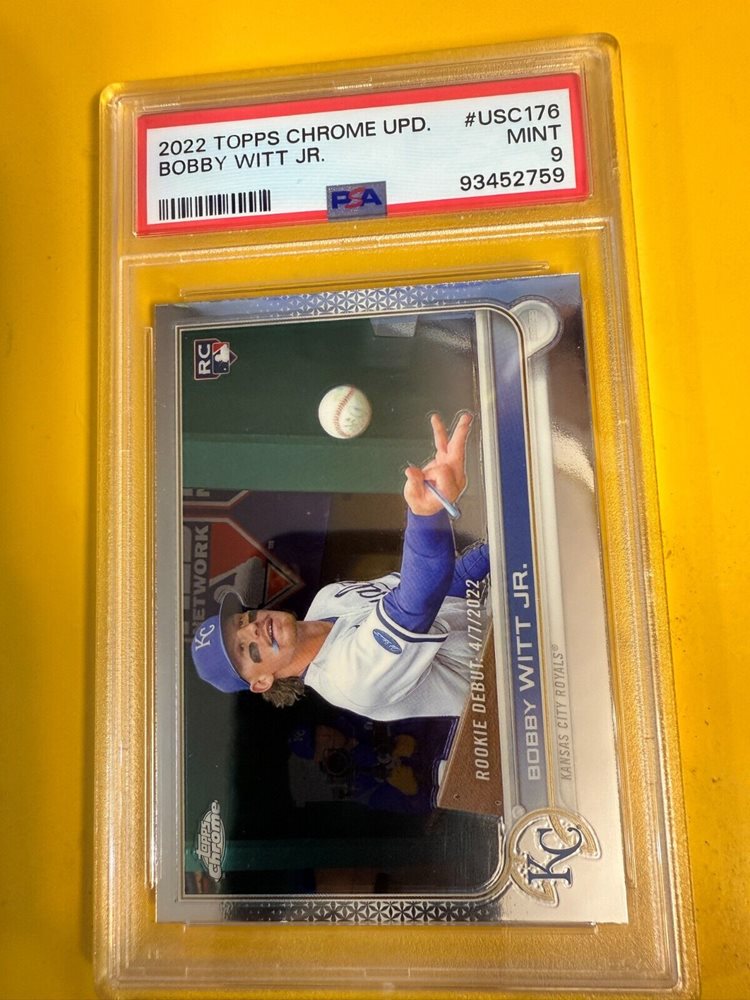 2022 TOPPS CHROME UPD. #USC176
BOBBY WITT JR. MINT
9
93452759
PSA
RC
NETWORK
KC
ROOKIE DEBUT: 4/7/2022
BOBBY WITT JR.
KANSAS CITY ROYALS®
Topps
chrome
KC